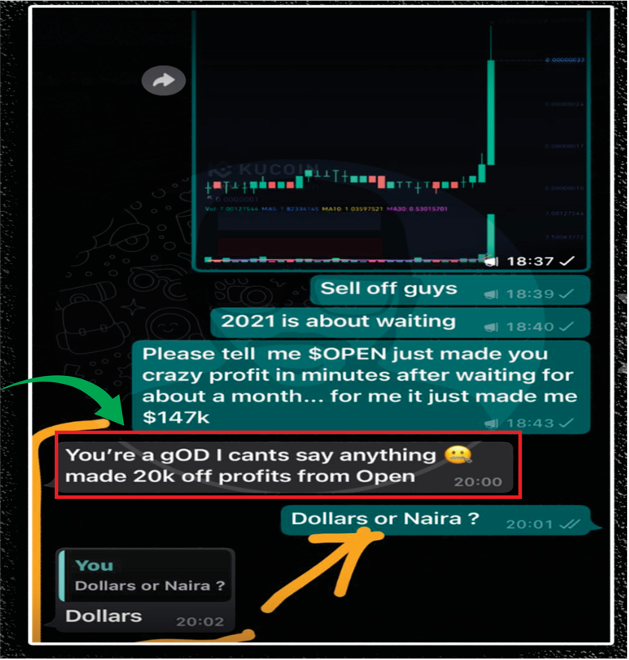 KUCOIN
18:37
Sell off guys
18:39
2021 is about waiting
18:40
Please tell me $OPEN just made you
crazy profit in minutes after waiting for
about a month... for me it just made me
$147k
18:43
You're a gOD I cants say anything 🤐
made 20k off profits from Open
20:00
Dollars or Naira ?
20:01
You
Dollars or Naira ?
Dollars
20:02